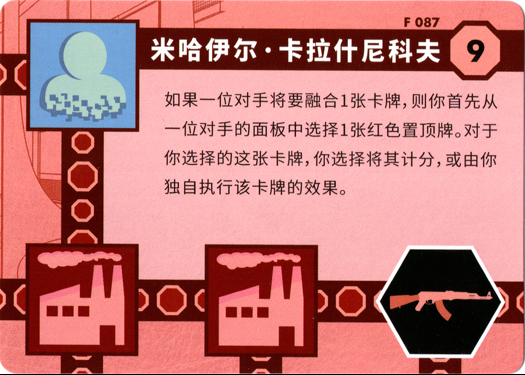 F 087
米哈伊尔·卡拉什尼科夫
9
如果一位对手将要融合1张卡牌,则你首先从
一位对手的面板中选择1张红色置顶牌。对于
你选择的这张卡牌,你选择将其计分,或由你
独自执行该卡牌的效果。